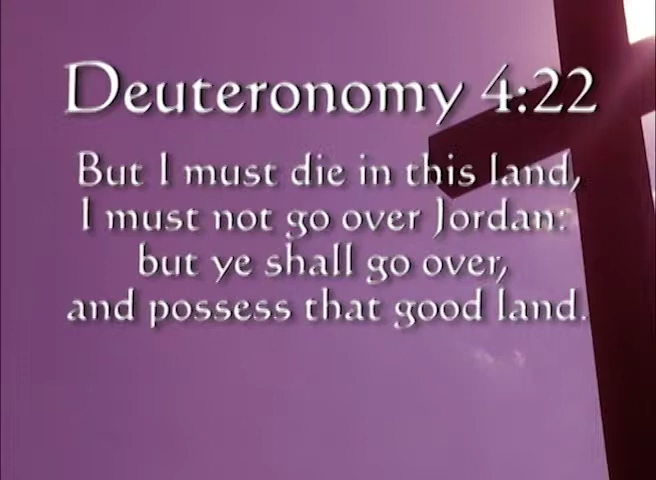 Deuteronomy 4:22
But I must die in this land,
I must not go over Jordan:
but ye shall go over,
and possess that good land.